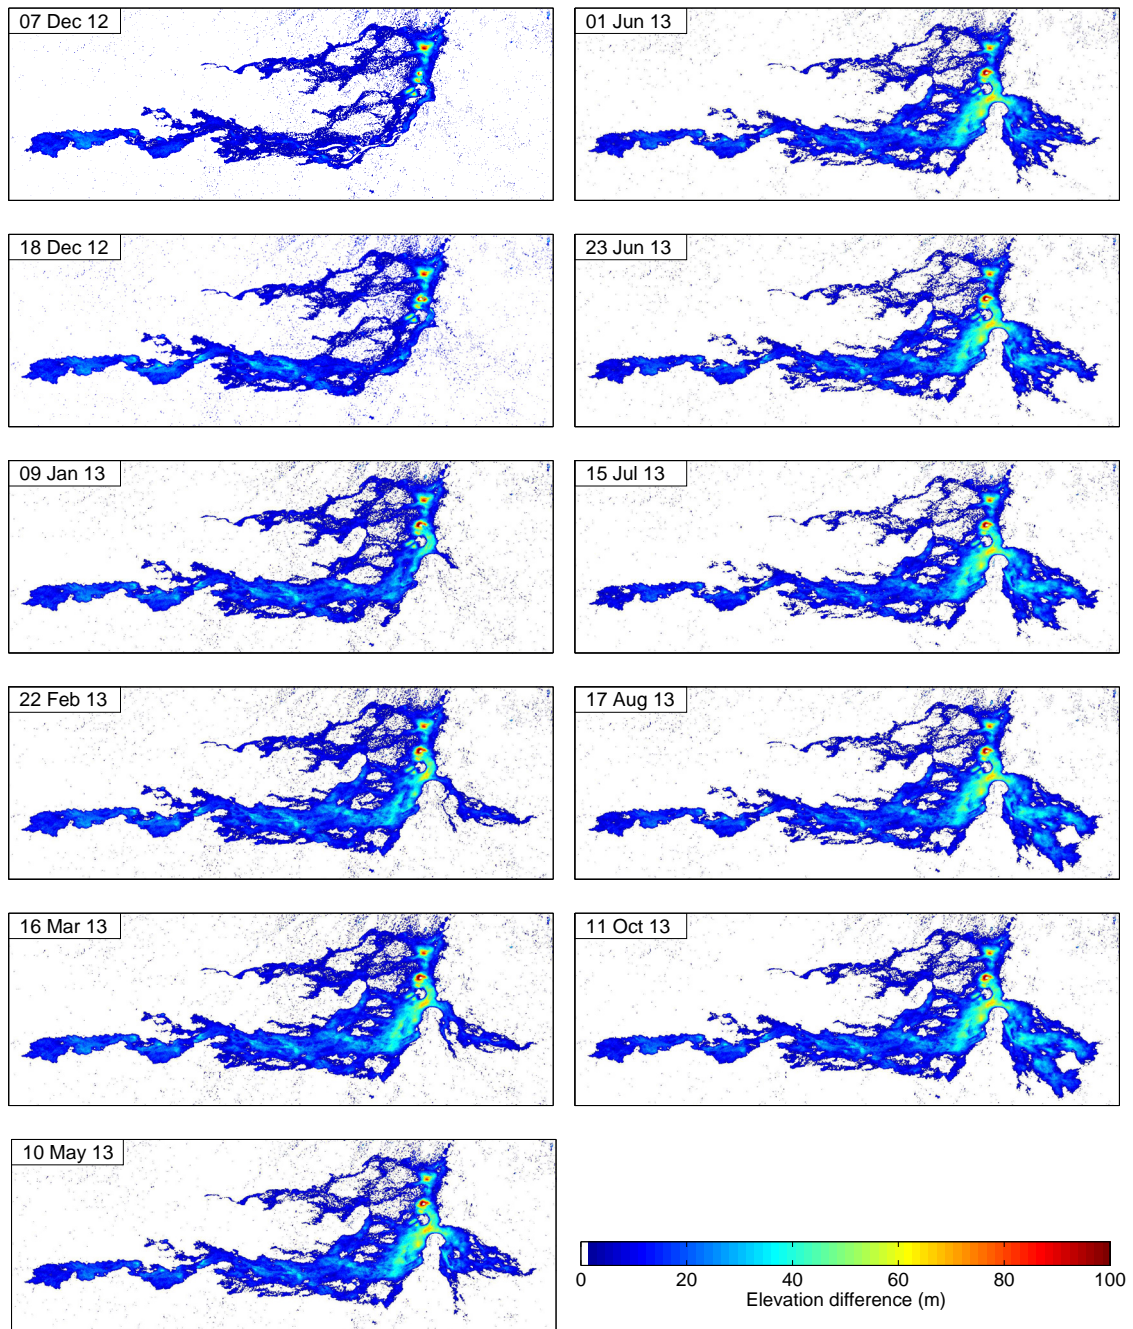 07 Dec 12
18 Dec 12
09 Jan 13
22 Feb 13
16 Mar 13
10 May 13
01 Jun 13
23 Jun 13
15 Jul 13
17 Aug 13
11 Oct 13
0 20 40 60 80 100
Elevation difference (m)